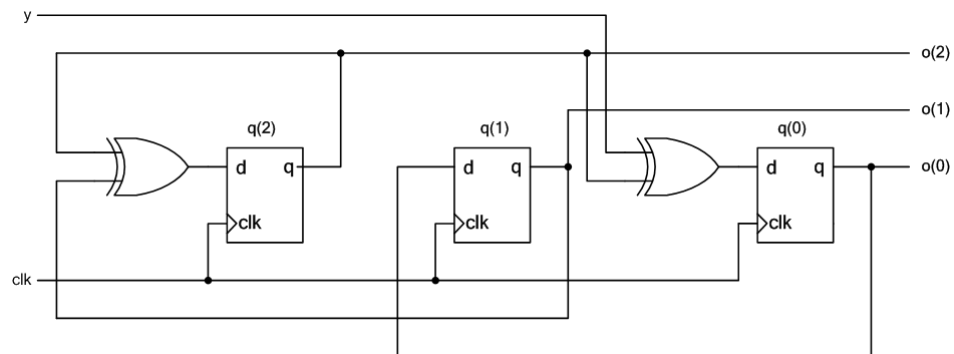 y
o(2)
o(1)
q(2)
q(1)
q(0)
d q
d q
d q
o(0)
clk
clk
clk
clk